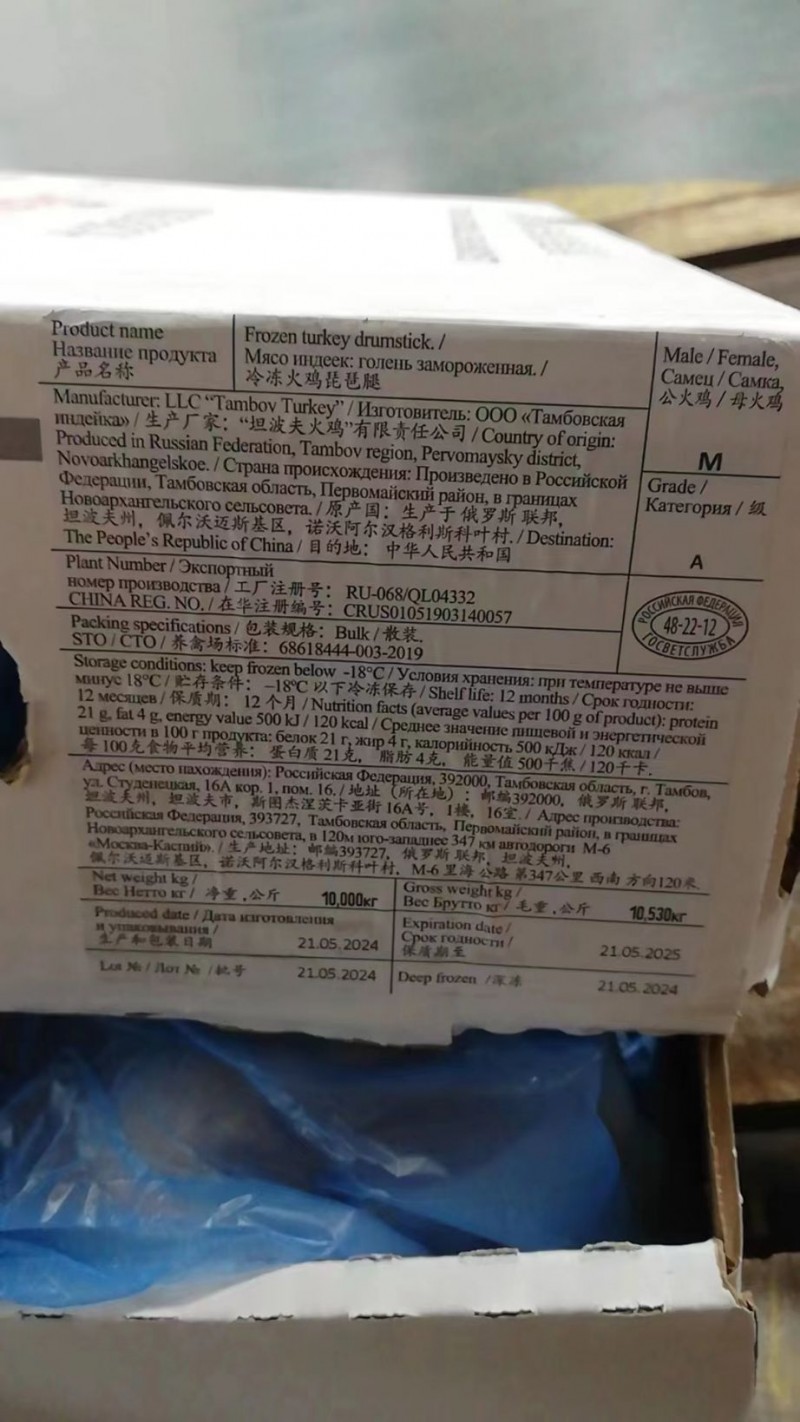 Product name
Название продукта
产品名称
Frozen turkey drumstick. /
Мясо индеек: голень замороженная. /
冷冻火鸡琵琶腿
Male / Female,
Самец / Самка,
公火鸡 / 母火鸡
M
Manufacturer: LLC “Tambov Turkey” / Изготовитель: ООО «Тамбовская
индейка» / 生产厂家：“坦波夫火鸡”有限责任公司 / Country of origin:
Produced in Russian Federation, Tambov region, Pervomaysky district,
Novoarkhangelskoe. / Страна происхождения: Произведено в Российской
Федерации, Тамбовская область, Первомайский район, в границах
Новоархангельского сельсовета. / 原产国：生产于 俄罗斯 联邦,
坦波夫州, 佩尔沃迈斯基区, 诺沃阿尔汉格利斯科叶村. / Destination:
The People's Republic of China / 目的地： 中华人民共和国
Grade /
Категория / 级
A
Plant Number / Экспортный
номер производства / 工厂注册号： RU-068/QL04332
CHINA REG. NO. / 在华注册编号： CRUS01051903140057
Packing specifications / 包装规格： Bulk / 散装.
STO / СТО / 养禽场标准： 68618444-003-2019
РОССИЙСКАЯ ФЕДЕРАЦИЯ
48-22-12
ГОСВЕТСЛУЖБА
Storage conditions: keep frozen below -18°C / Условия хранения: при температуре не выше
минус 18°C / 贮存条件： -18°C 以下冷冻保存 / Shelf life: 12 months / Срок годности:
12 месяцев / 保质期： 12 个月 / Nutrition facts (average values per 100 g of product): protein
21 g, fat 4 g, energy value 500 kJ / 120 kcal / Среднее значение пищевой и энергетической
ценности в 100 г продукта: белок 21 г, жир 4 г, калорийность 500 кДж / 120 ккал /
每 100克食物平均营养： 蛋白质 21克, 脂肪 4克, 能量值 500千焦 / 120千卡.
Адрес (место нахождения): Российская Федерация, 392000, Тамбовская область, г. Тамбов,
ул. Студенецкая, 16А кор. 1, пом. 16. / 地址 (所在地)： 邮编392000, 俄罗斯 联邦,
坦波夫州, 坦波夫市, 斯图杰涅茨卡亚街 16A号, 1楼, 16室. / Адрес производства:
Российская Федерация, 393727, Тамбовская область, Первомайский район, в границах
Новоархангельского сельсовета, в 120м юго-западнее 347 км автодороги М-6
«Москва-Каспий». / 生产地址： 邮编393727, 俄罗斯 联邦, 坦波夫州,
佩尔沃迈斯基区, 诺沃阿尔汉格利斯科叶村, M-6 里海 公路 第347公里 西南 方向120米.
Net weight kg /
Вес Нетто кг / 净重 ,公斤
10,000кг
Gross weight kg /
Вес Брутто кг / 毛重 ,公斤
10,530кг
Produced date / Дата изготовления
и упаковывания /
生产和包装日期
21.05.2024
Expiration date /
Срок годности /
保质期至
21.05.2025
Lot № / Лот № / 批号
21.05.2024
Deep frozen / 深冻
21.05.2024